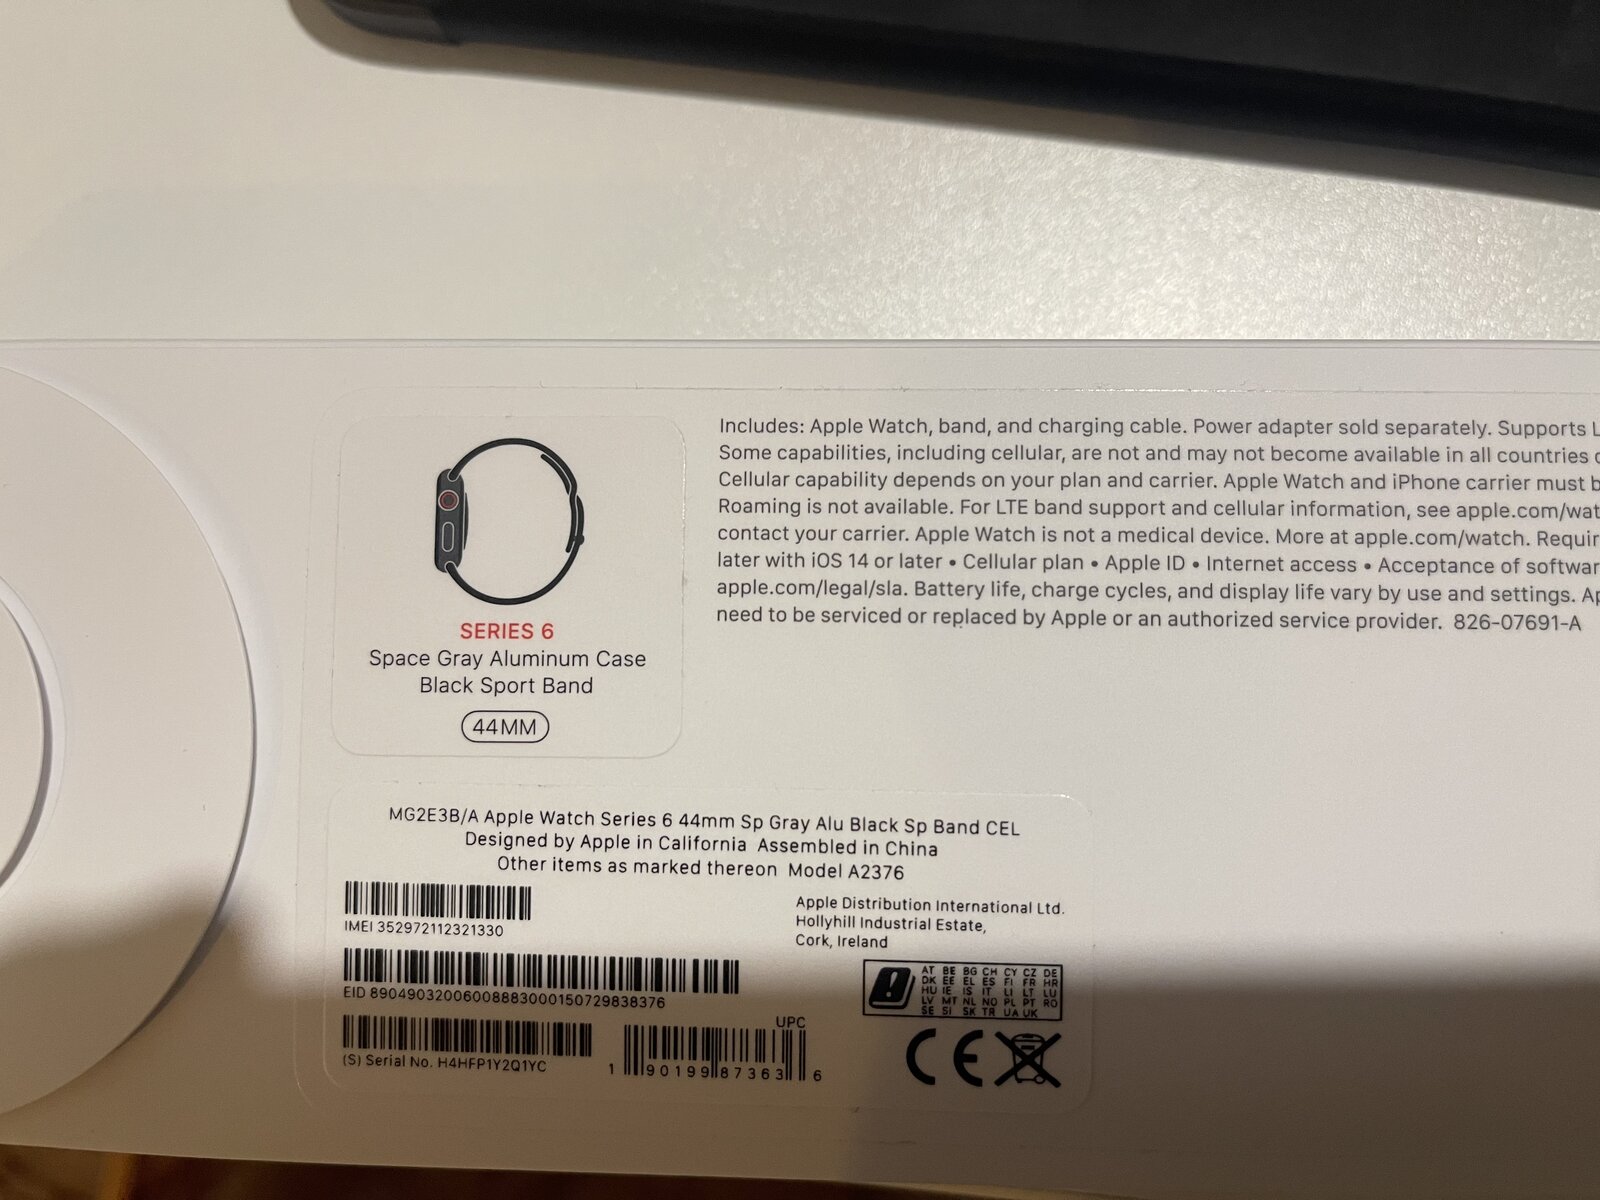 Includes: Apple Watch, band, and charging cable. Power adapter sold separately. Supports L
Some capabilities, including cellular, are not and may not become available in all countries
Cellular capability depends on your plan and carrier. Apple Watch and iPhone carrier must b
Roaming is not available. For LTE band support and cellular information, see apple.com/wat
contact your carrier. Apple Watch is not a medical device. More at apple.com/watch. Requir
later with iOS 14 or later • Cellular plan • Apple ID • Internet access • Acceptance of softwar
apple.com/legal/sla. Battery life, charge cycles, and display life vary by use and settings. Ap
need to be serviced or replaced by Apple or an authorized service provider. 826-07691-A
SERIES 6
Space Gray Aluminum Case
Black Sport Band
44MM
MG2E3B/A Apple Watch Series 6 44mm Sp Gray Alu Black Sp Band CEL
Designed by Apple in California Assembled in China
Other items as marked thereon Model A2376
IMEI 352972112321330
EID 89049032006008883000150729838376
(S) Serial No. H4HFP1Y2Q1YC
UPC
1 90199 87363 6
Apple Distribution International Ltd.
Hollyhill Industrial Estate,
Cork, Ireland
AT BE BG CH CY CZ DE
DK EE EL ES FI FR HR
HU IE IS IT LI LT LU
LV MT NL NO PL PT RO
SE SI SK TR UA UK
CE